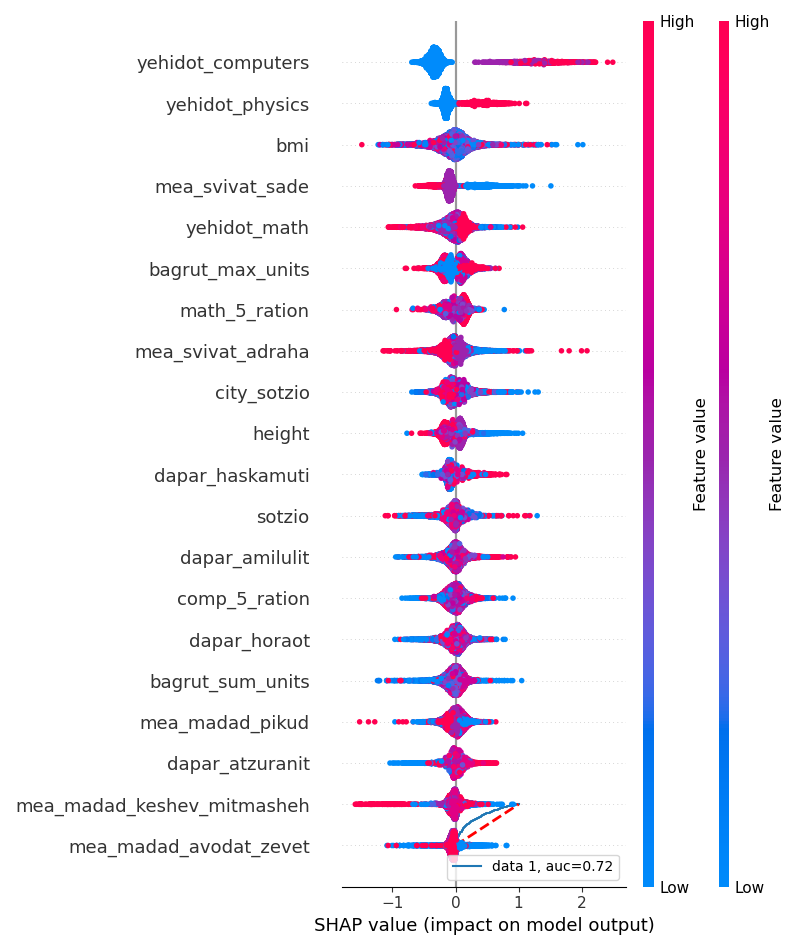 High
High
yehidot_computers
yehidot_physics
bmi
mea_svivat_sade
yehidot_math
bagrut_max_units
math_5_ration
mea_svivat_adraha
city_sotzio
height
dapar_haskamuti
sotzio
dapar_amilulit
comp_5_ration
dapar_horaot
bagrut_sum_units
mea_madad_pikud
dapar_atzuranit
mea_madad_keshev_mitmasheh
mea_madad_avodat_zevet
Feature value
Feature value
data 1, auc=0.72
Low
Low
−1 0 1 2
SHAP value (impact on model output)